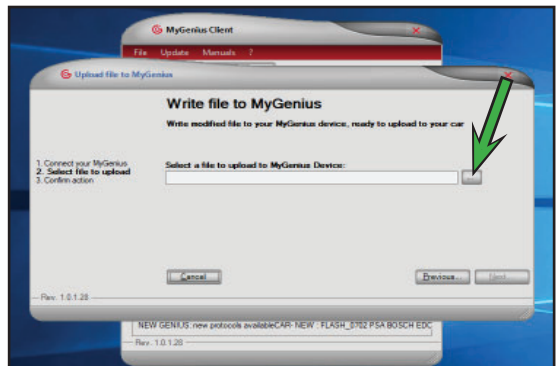 MyGenius Client
File Update Manuals ?
Upload file to MyGenius
Write file to MyGenius
Write modified file to your MyGenius device, ready to upload to your car
1. Connect your MyGenius
2. Select file to upload
3. Confirm action
Select a file to upload to MyGenius Device:
...
Cancel
Previous...
Next...
Rev. 1.0.1.28
NEW GENIUS: new protocols availableCAR- NEW : FLASH_0702 PSA BOSCH EDC
Rev. 1.0.1.28